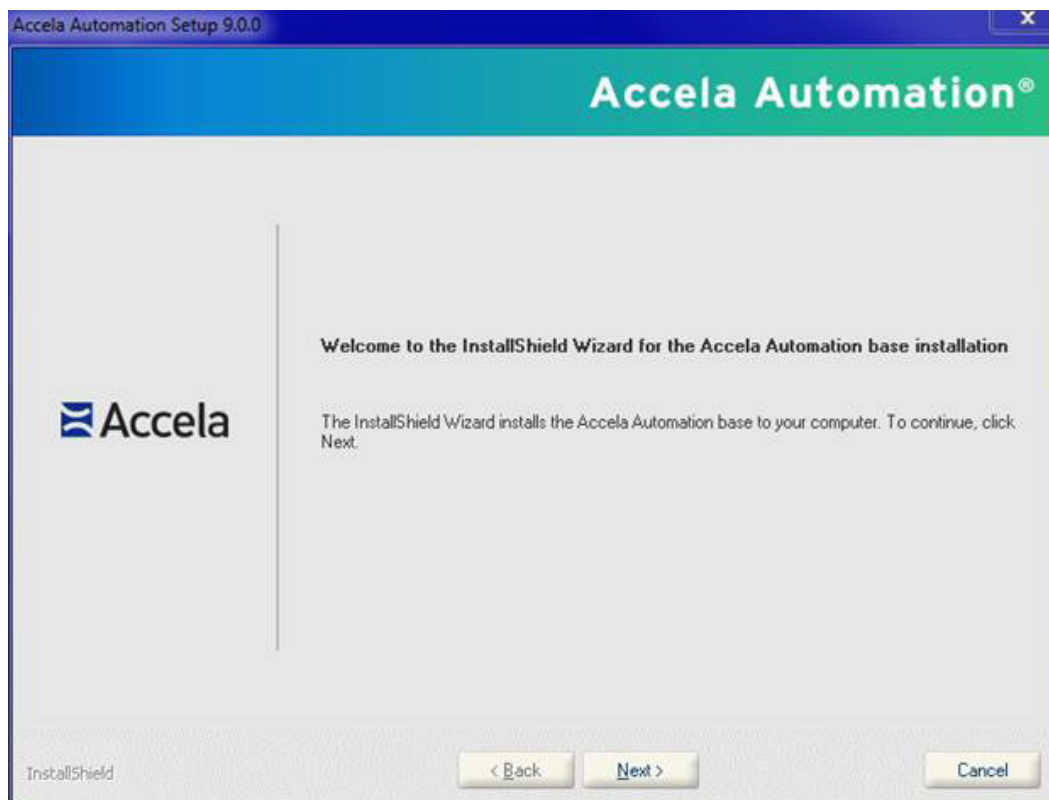 Accela Automation Setup 9.0.0
X
Accela Automation®
Welcome to the InstallShield Wizard for the Accela Automation base installation
Accela
The InstallShield Wizard installs the Accela Automation base to your computer. To continue, click
Next.
InstallShield
< Back
Next >
Cancel